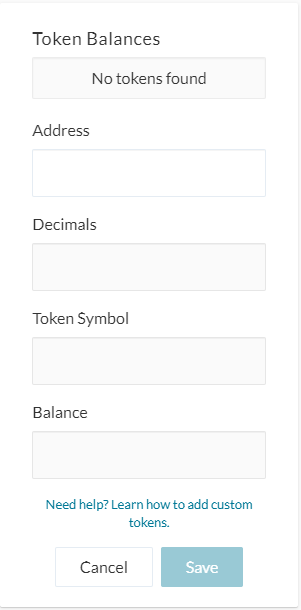 Token Balances
No tokens found
Address
Decimals
Token Symbol
Balance
Need help? Learn how to add custom
tokens.
Cancel
Save